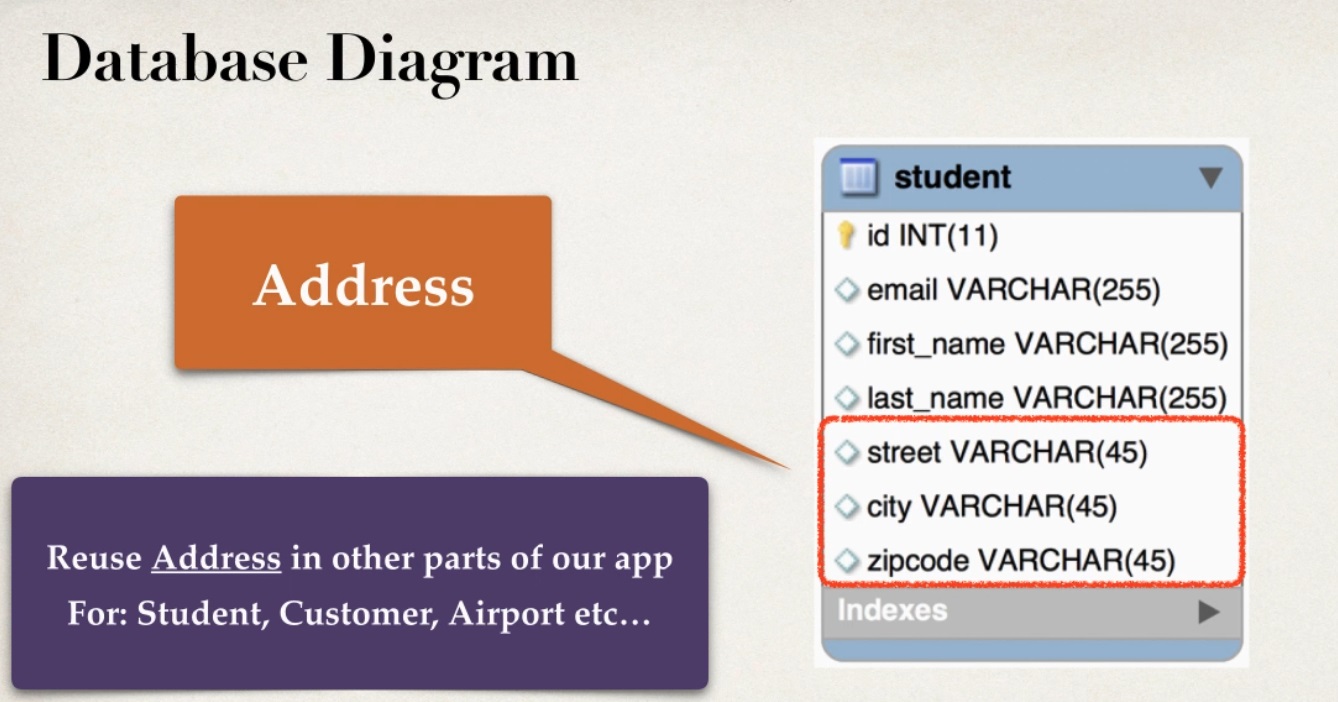 Database Diagram
Address
Reuse Address in other parts of our app
For: Student, Customer, Airport etc...
student
id INT(11)
email VARCHAR(255)
first_name VARCHAR(255)
last_name VARCHAR(255)
street VARCHAR(45)
city VARCHAR(45)
zipcode VARCHAR(45)
Indexes